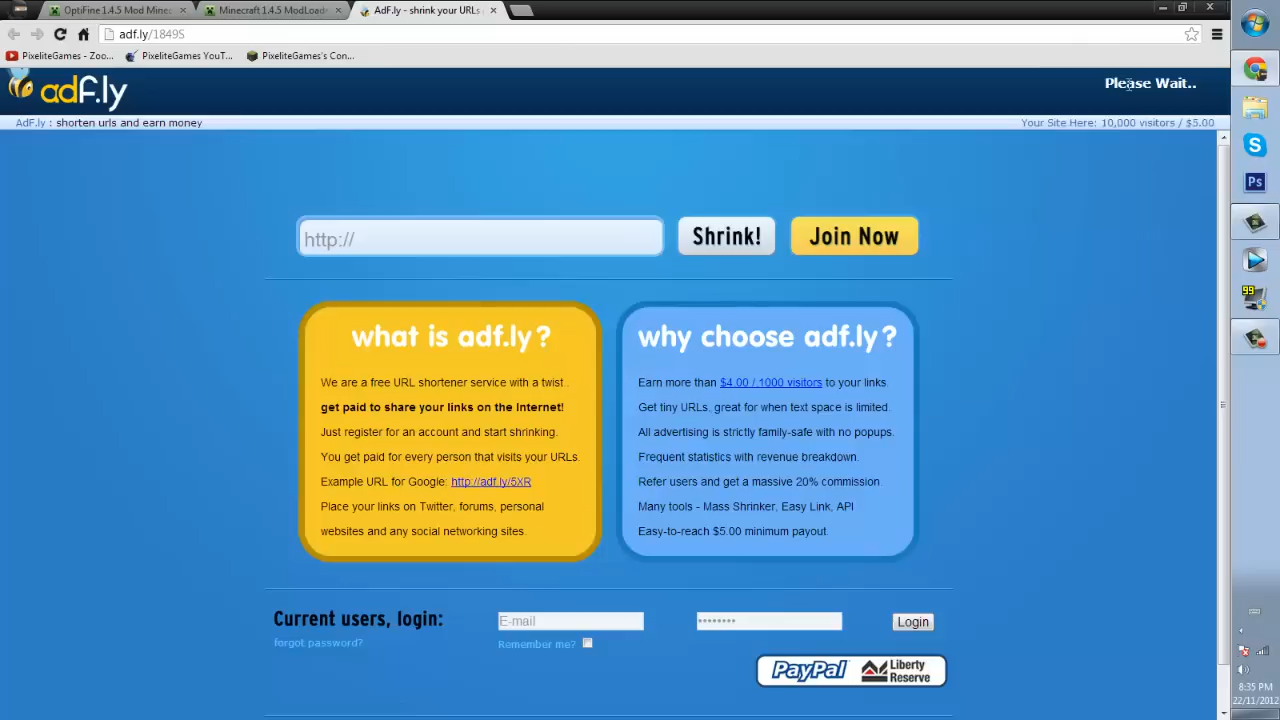 OptiFine 1.4.5 Mod Minec
Minecraft 1.4.5 ModLoade
AdF.ly - shrink your URLs
adf.ly/1849S
PixeliteGames - Zoo...
PixeliteGames YouT...
PixeliteGames's Con...
adf.ly
Please Wait..
AdF.ly : shorten urls and earn money
Your Site Here: 10,000 visitors / $5.00
http://
Shrink!
Join Now
what is adf.ly?
We are a free URL shortener service with a twist .
get paid to share your links on the Internet!
Just register for an account and start shrinking.
You get paid for every person that visits your URLs.
Example URL for Google: http://adf.ly/5XR
Place your links on Twitter, forums, personal
websites and any social networking sites.
why choose adf.ly?
Earn more than $4.00 / 1000 visitors to your links.
Get tiny URLs, great for when text space is limited.
All advertising is strictly family-safe with no popups.
Frequent statistics with revenue breakdown.
Refer users and get a massive 20% commission.
Many tools - Mass Shrinker, Easy Link, API
Easy-to-reach $5.00 minimum payout.
Current users, login:
E-mail
Login
forgot password?
Remember me?
PayPal
Liberty
Reserve
S
Ps
99
8:35 PM
22/11/2012